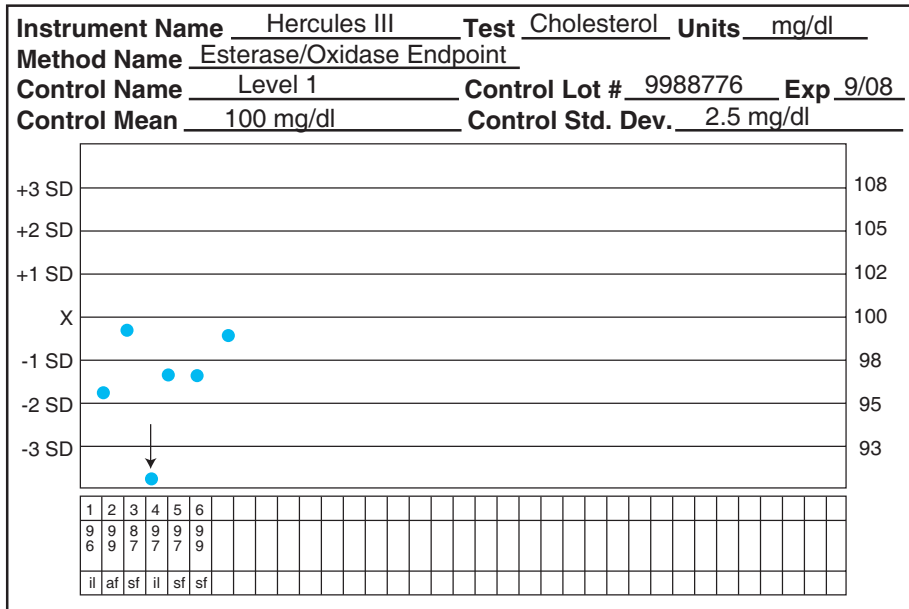 Instrument Name Hercules III Test Cholesterol Units mg/dl
Method Name Esterase/Oxidase Endpoint
Control Name Level 1 Control Lot # 9988776 Exp 9/08
Control Mean 100 mg/dl Control Std. Dev. 2.5 mg/dl
+3 SD 108
+2 SD 105
+1 SD 102
X 100
-1 SD 98
-2 SD 95
-3 SD 93
1 2 3 4 5 6
9 9 8 9 9 9
6 9 7 7 7 9
il af sf il sf sf